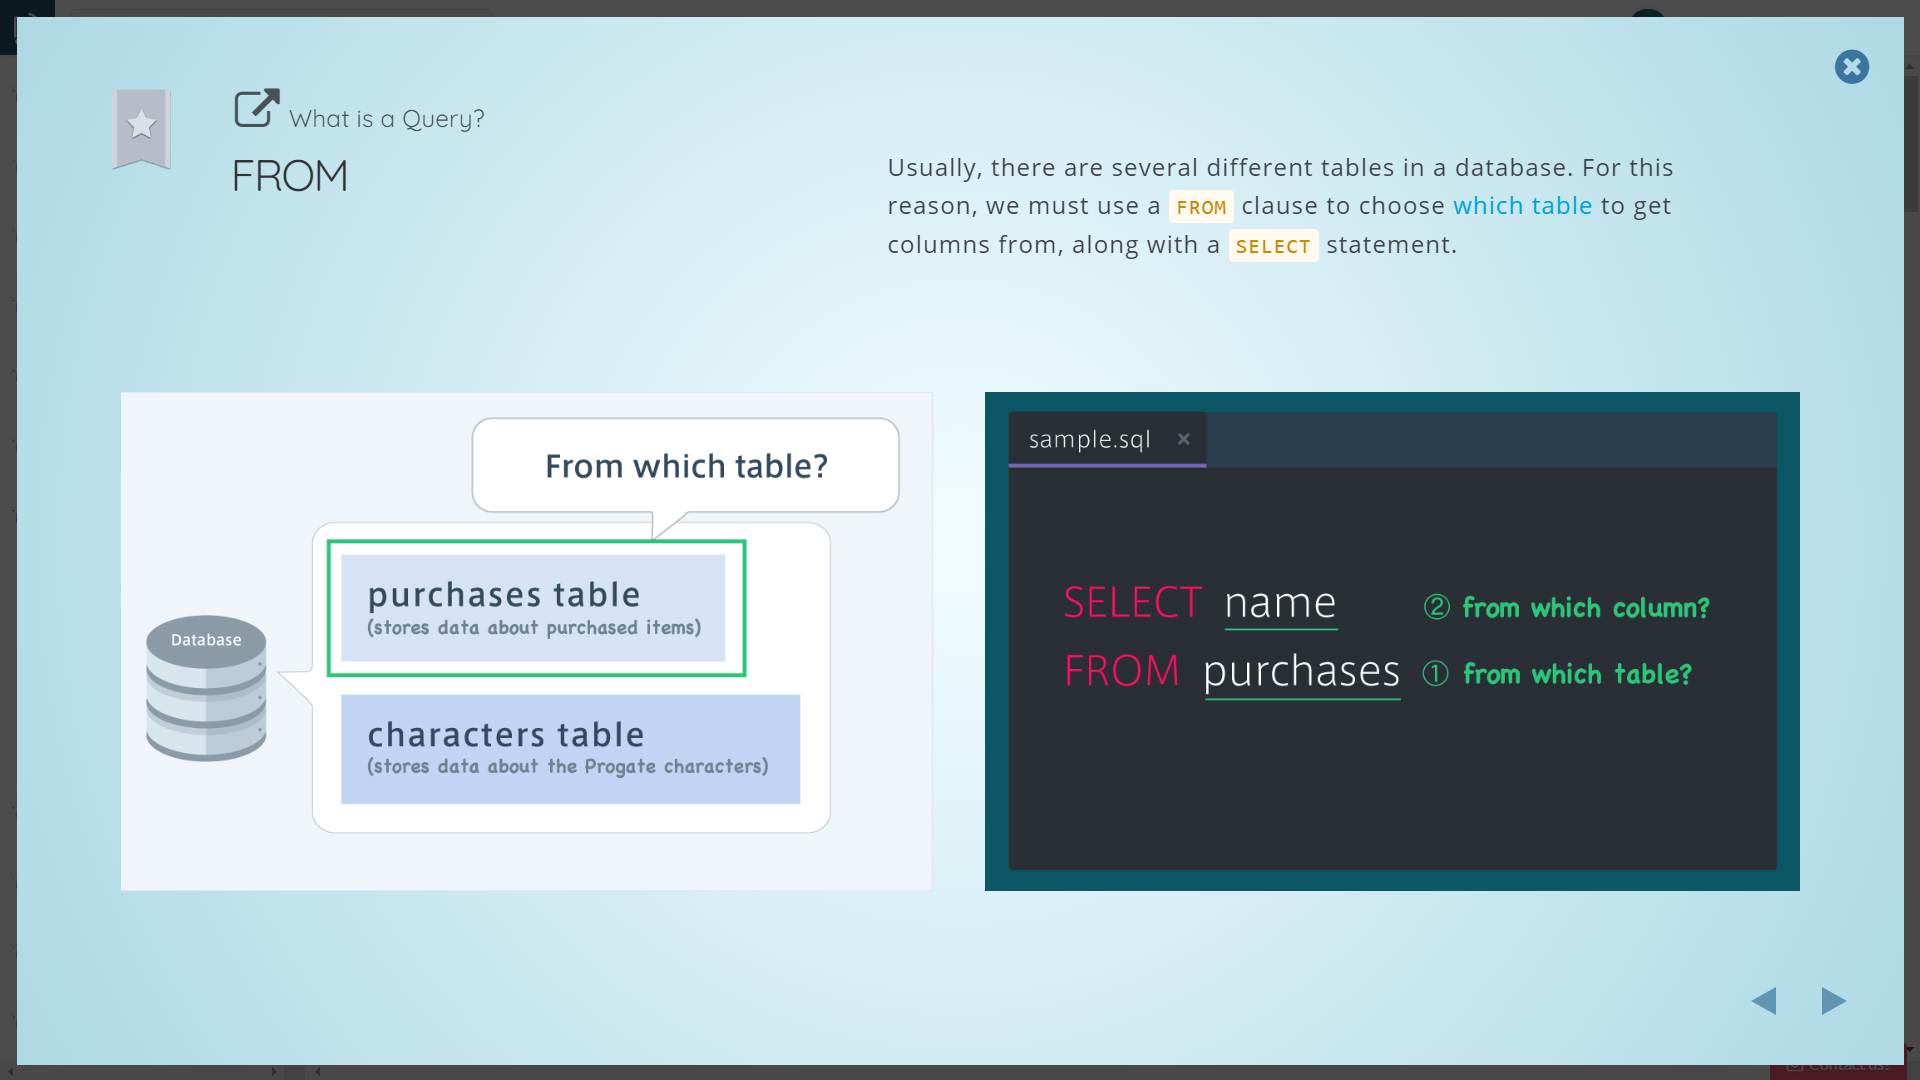 What is a Query?
FROM
Usually, there are several different tables in a database. For this
reason, we must use a FROM clause to choose which table to get
columns from, along with a SELECT statement.
From which table?
purchases table
(stores data about purchased items)
Database
characters table
(stores data about the Progate characters)
sample.sql ×
SELECT name ② from which column?
FROM purchases ① from which table?
Contact us!